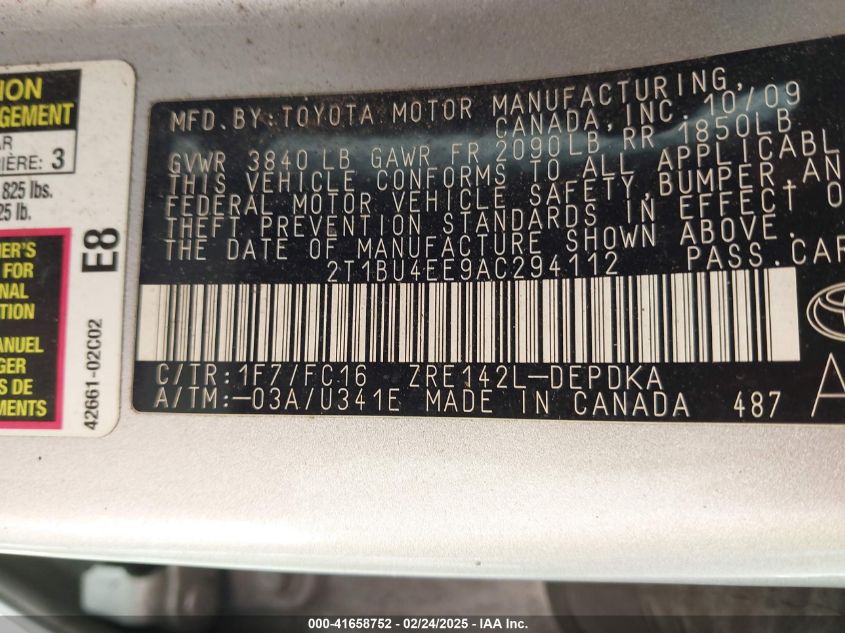 ION
GEMENT
AR
IÈRE: 3
825 lbs.
25 lb.
ER'S
FOR
NAL
TION
ANUEL
GER
S DE
EMENTS
E8
42661-02C02
MFD.BY:TOYOTA MOTOR MANUFACTURING,
CANADA,INC. 10/09
GVWR 3840 LB GAWR FR 2090LB RR 1850LB
THIS VEHICLE CONFORMS TO ALL APPLICABL
FEDERAL MOTOR VEHICLE SAFETY,BUMPER AN
THEFT PREVENTION STANDARDS IN EFFECT O
THE DATE OF MANUFACTURE SHOWN ABOVE.
2T1BU4EE9AC294112 PASS.CAR
C/TR:1F7/FC16 ZRE142L-DEPDKA
A/TM:-03A/U341E MADE IN CANADA 487
A
000-41658752 - 02/24/2025 - IAA Inc.